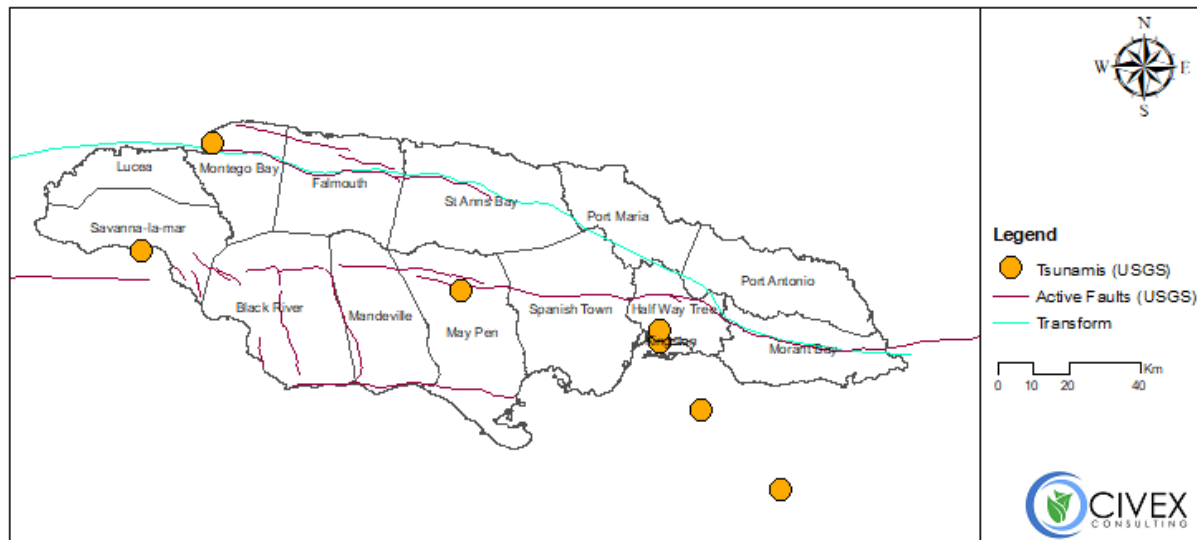 N
W
E
S
Lucea
Montego Bay
Falmouth
St Anns Bay
Port Maria
Savanna-la-mar
Port Antonio
Black River
Mandeville
May Pen
Spanish Town
Half Way Tree
Morant Bay
Legend
Tsunamis (USGS)
Active Faults (USGS)
Transform
Km
0 10 20 40
CIVEX
CONSULTING